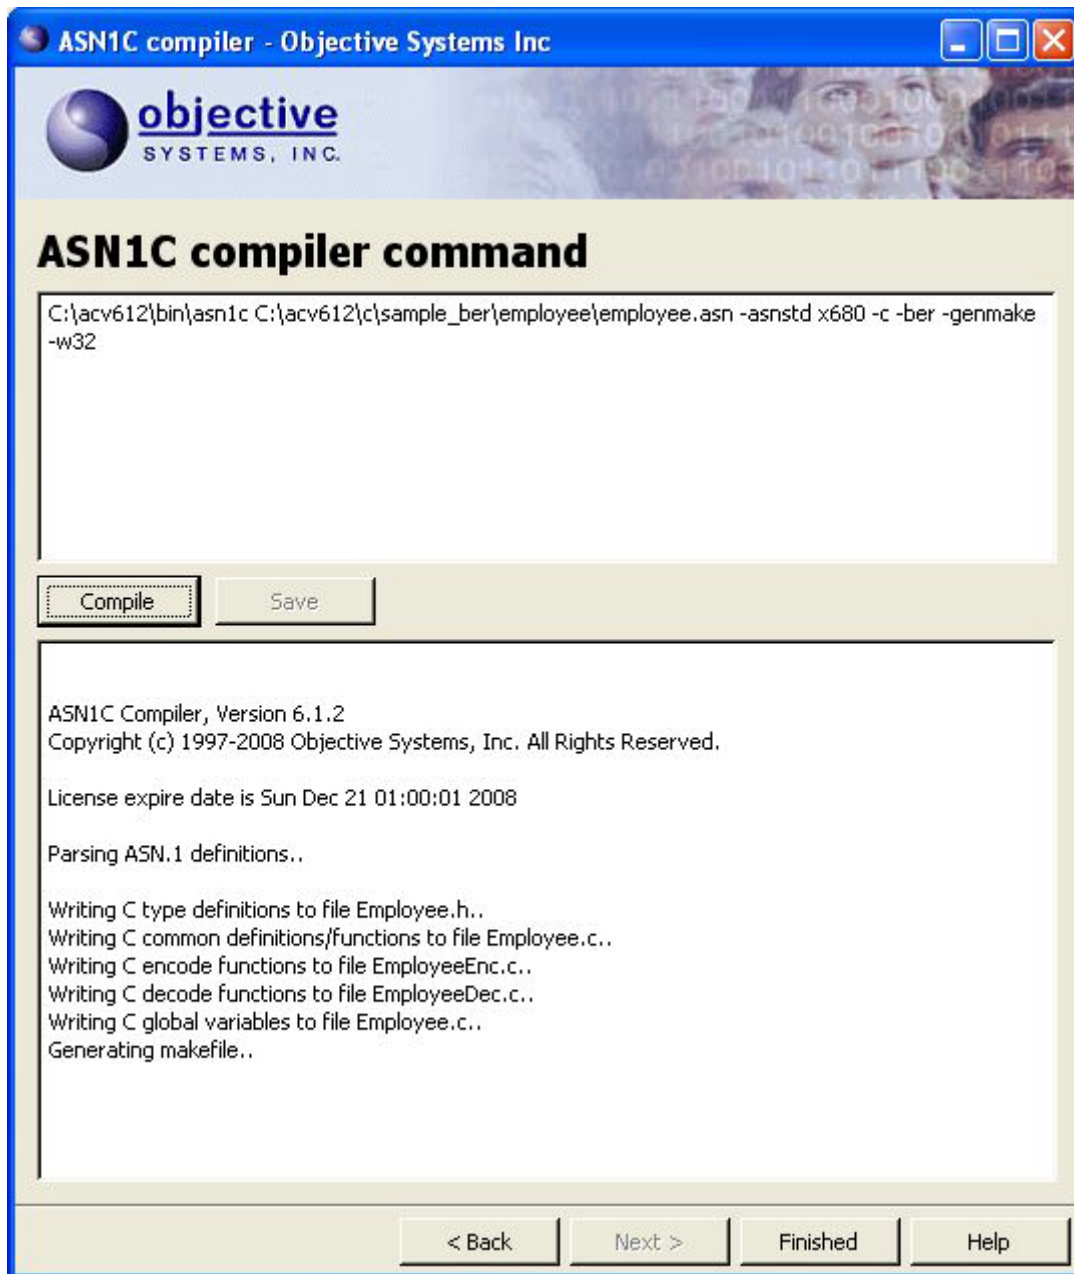 ASN1C compiler - Objective Systems Inc
objective
SYSTEMS, INC.
ASN1C compiler command
C:\acv612\bin\asn1c C:\acv612\c\sample_ber\employee\employee.asn -asnstd x680 -c -ber -genmake
-w32
Compile Save
ASN1C Compiler, Version 6.1.2
Copyright (c) 1997-2008 Objective Systems, Inc. All Rights Reserved.
License expire date is Sun Dec 21 01:00:01 2008
Parsing ASN.1 definitions..
Writing C type definitions to file Employee.h..
Writing C common definitions/functions to file Employee.c..
Writing C encode functions to file EmployeeEnc.c..
Writing C decode functions to file EmployeeDec.c..
Writing C global variables to file Employee.c..
Generating makefile..
< Back Next > Finished Help